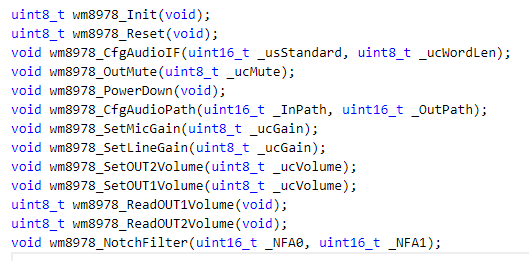 uint8_t wm8978_Init(void);
uint8_t wm8978_Reset(void);
void wm8978_CfgAudioIF(uint16_t _usStandard, uint8_t _ucWordLen);
void wm8978_OutMute(uint8_t _ucMute);
void wm8978_PowerDown(void);
void wm8978_CfgAudioPath(uint16_t _InPath, uint16_t _OutPath);
void wm8978_SetMicGain(uint8_t _ucGain);
void wm8978_SetLineGain(uint8_t _ucGain);
void wm8978_SetOUT2Volume(uint8_t _ucVolume);
void wm8978_SetOUT1Volume(uint8_t _ucVolume);
uint8_t wm8978_ReadOUT1Volume(void);
uint8_t wm8978_ReadOUT2Volume(void);
void wm8978_NotchFilter(uint16_t _NFA0, uint16_t _NFA1);